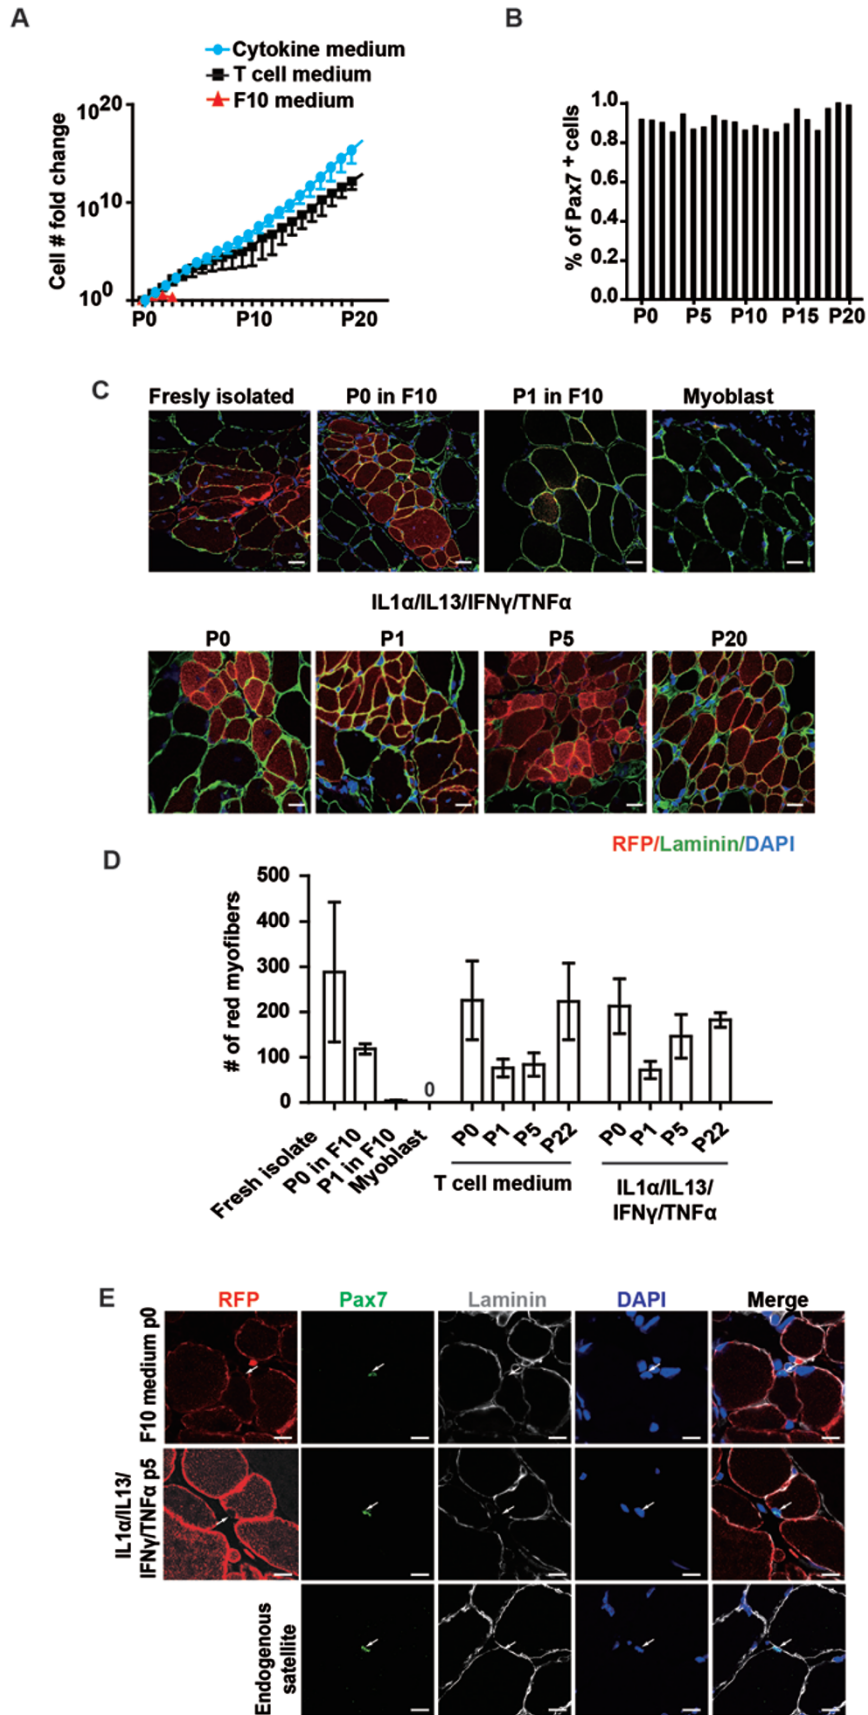 A
Cytokine medium
T cell medium
F10 medium
Cell # fold change
10^20
10^10
10^0
P0
P10
P20
B
% of Pax7 + cells
1.0
0.8
0.6
0.4
0.2
0.0
P0
P5
P10
P15
P20
C
Fresly isolated
P0 in F10
P1 in F10
Myoblast
IL1α/IL13/IFNγ/TNFα
P0
P1
P5
P20
RFP/Laminin/DAPI
D
# of red myofibers
500
400
300
200
100
0
0
Fresh isolate
P0 in F10
P1 in F10
Myoblast
P0
P1
P5
P22
T cell medium
P0
P1
P5
P22
IL1α/IL13/
IFNγ/TNFα
E
RFP
Pax7
Laminin
DAPI
Merge
F10 medium p0
IL1α/IL13/
IFNγ/TNFα p5
Endogenous
satellite